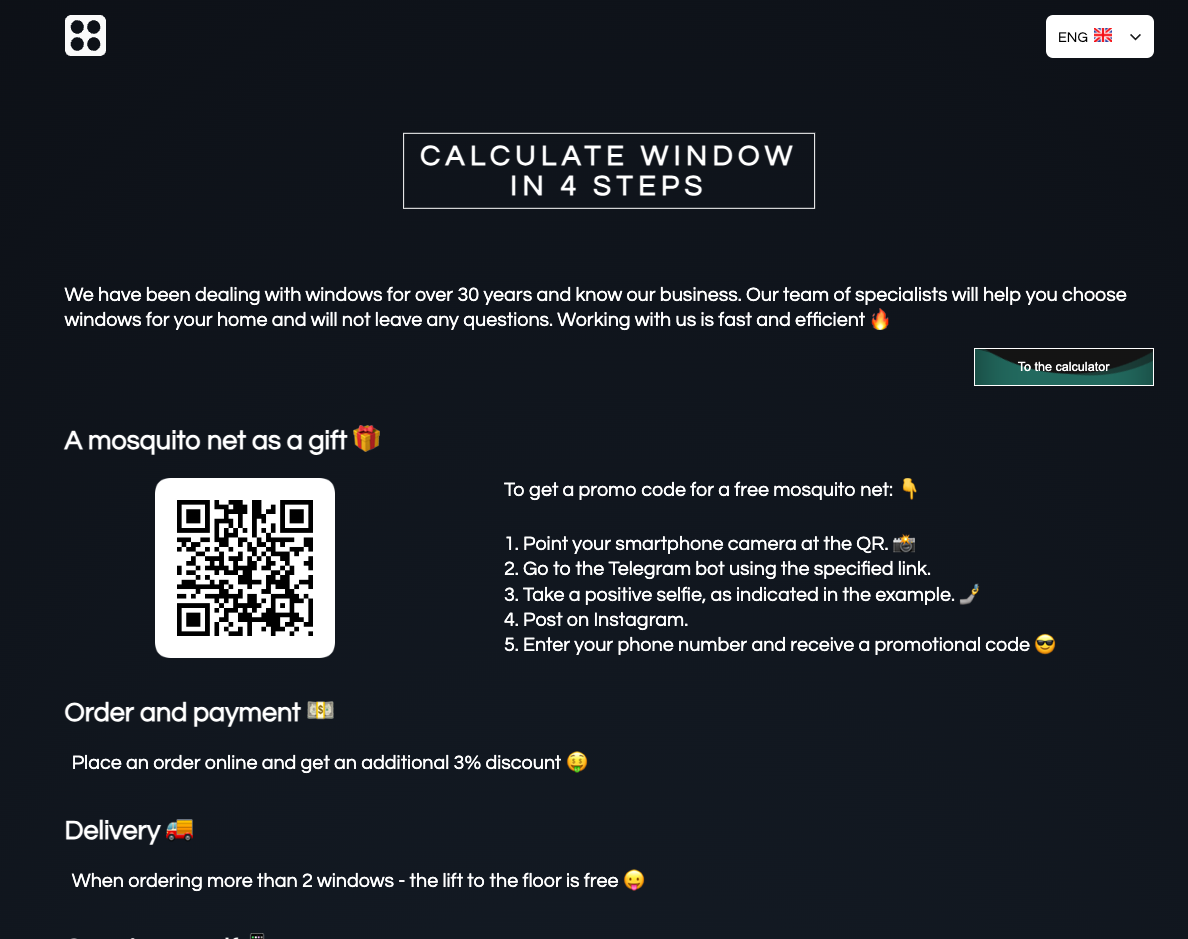 ENG
CALCULATE WINDOW
IN 4 STEPS
We have been dealing with windows for over 30 years and know our business. Our team of specialists will help you choose
windows for your home and will not leave any questions. Working with us is fast and efficient 🔥
To the calculator
A mosquito net as a gift 🎁
To get a promo code for a free mosquito net: 👇
1. Point your smartphone camera at the QR. 📸
2. Go to the Telegram bot using the specified link.
3. Take a positive selfie, as indicated in the example. 🤳
4. Post on Instagram.
5. Enter your phone number and receive a promotional code 😎
Order and payment 💵
Place an order online and get an additional 3% discount 🤑
Delivery 🚚
When ordering more than 2 windows - the lift to the floor is free 😛